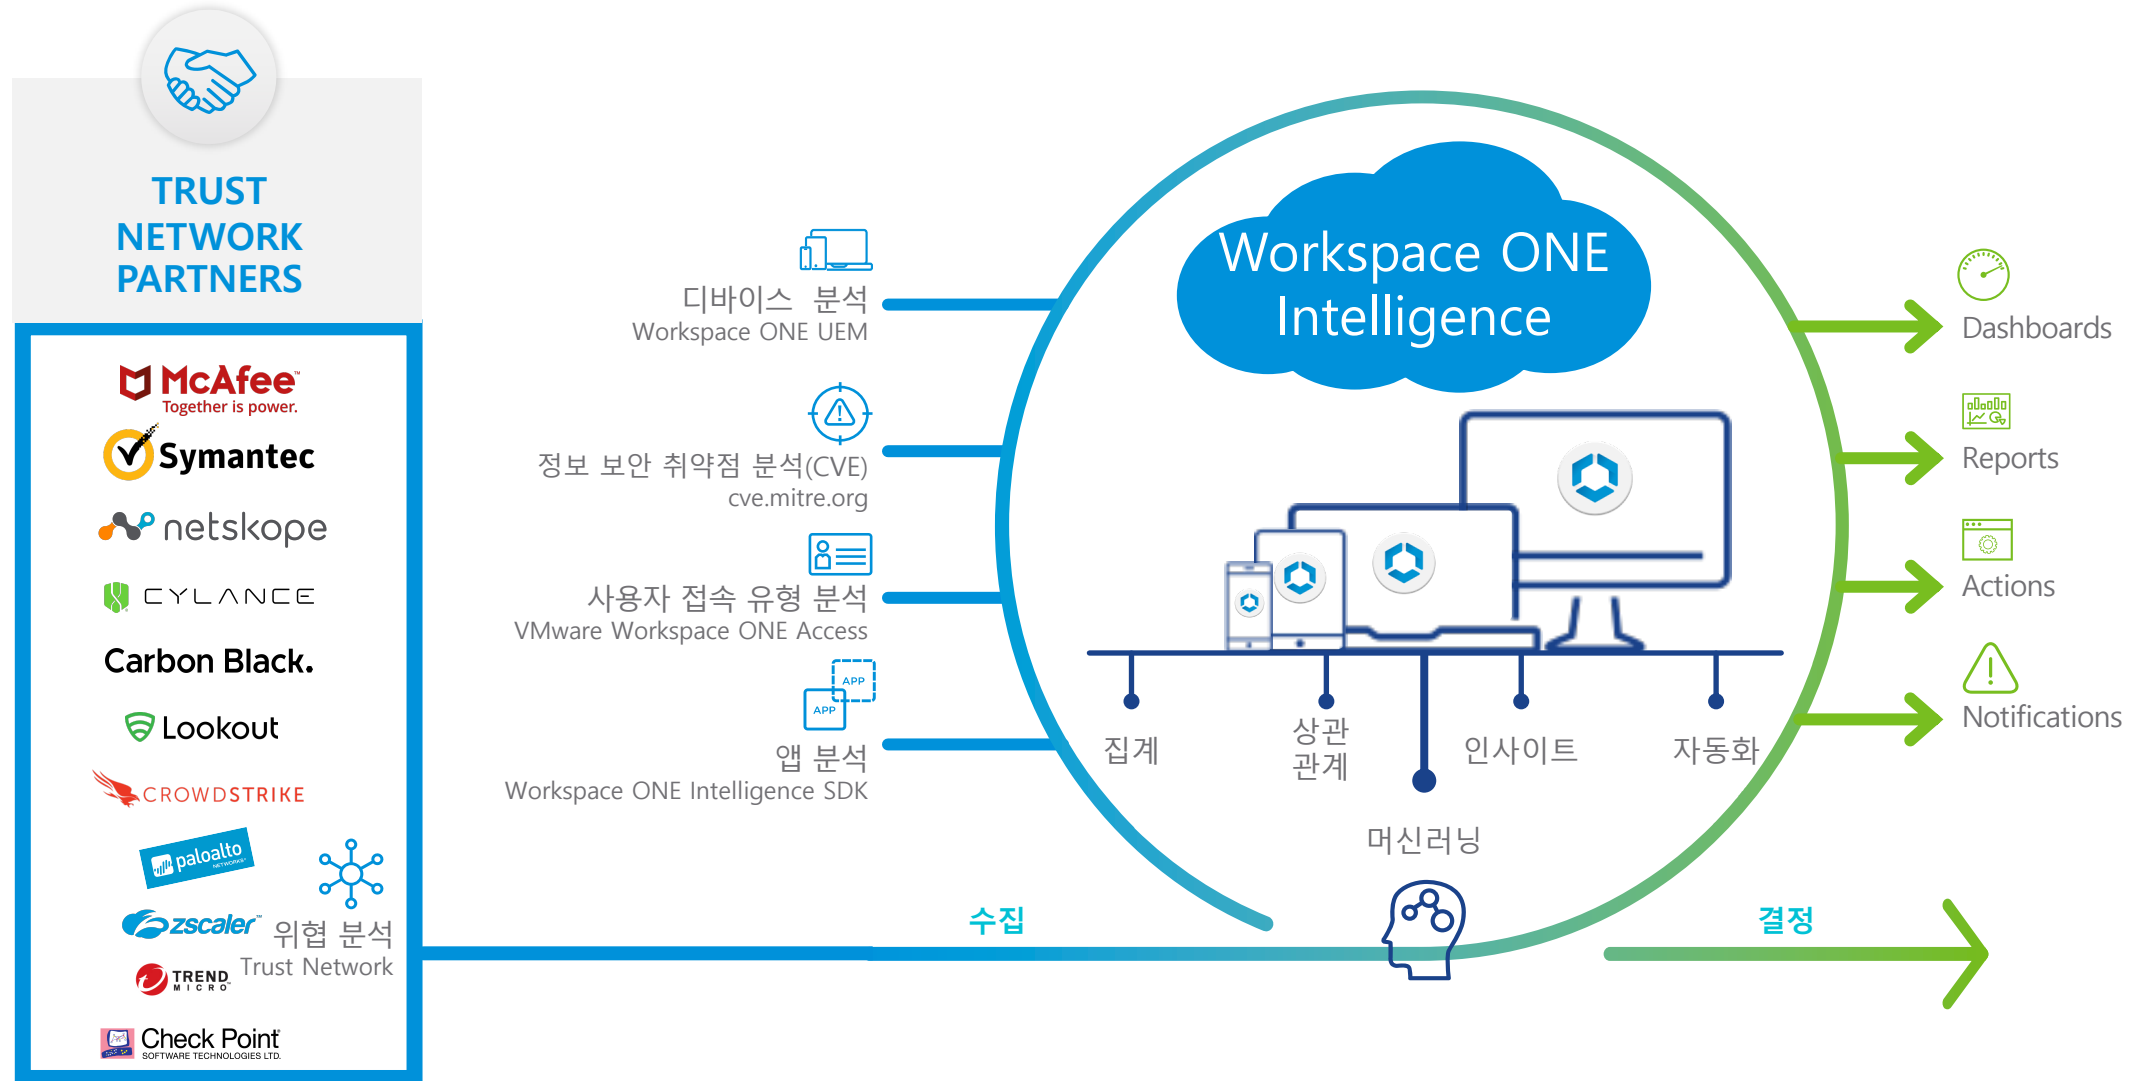 TRUST
NETWORK
PARTNERS
McAfee™
Together is power.
Symantec
netskope
CYLANCE
Carbon Black.
Lookout
CROWDSTRIKE
paloalto
NETWORKS
zscaler™
TREND
MICRO
Check Point
SOFTWARE TECHNOLOGIES LTD.
위협 분석
Trust Network
디바이스 분석
Workspace ONE UEM
정보 보안 취약점 분석(CVE)
cve.mitre.org
사용자 접속 유형 분석
VMware Workspace ONE Access
APP
APP
앱 분석
Workspace ONE Intelligence SDK
수집
Workspace ONE
Intelligence
집계
상관
관계
인사이트
자동화
머신러닝
결정
Dashboards
Reports
Actions
Notifications